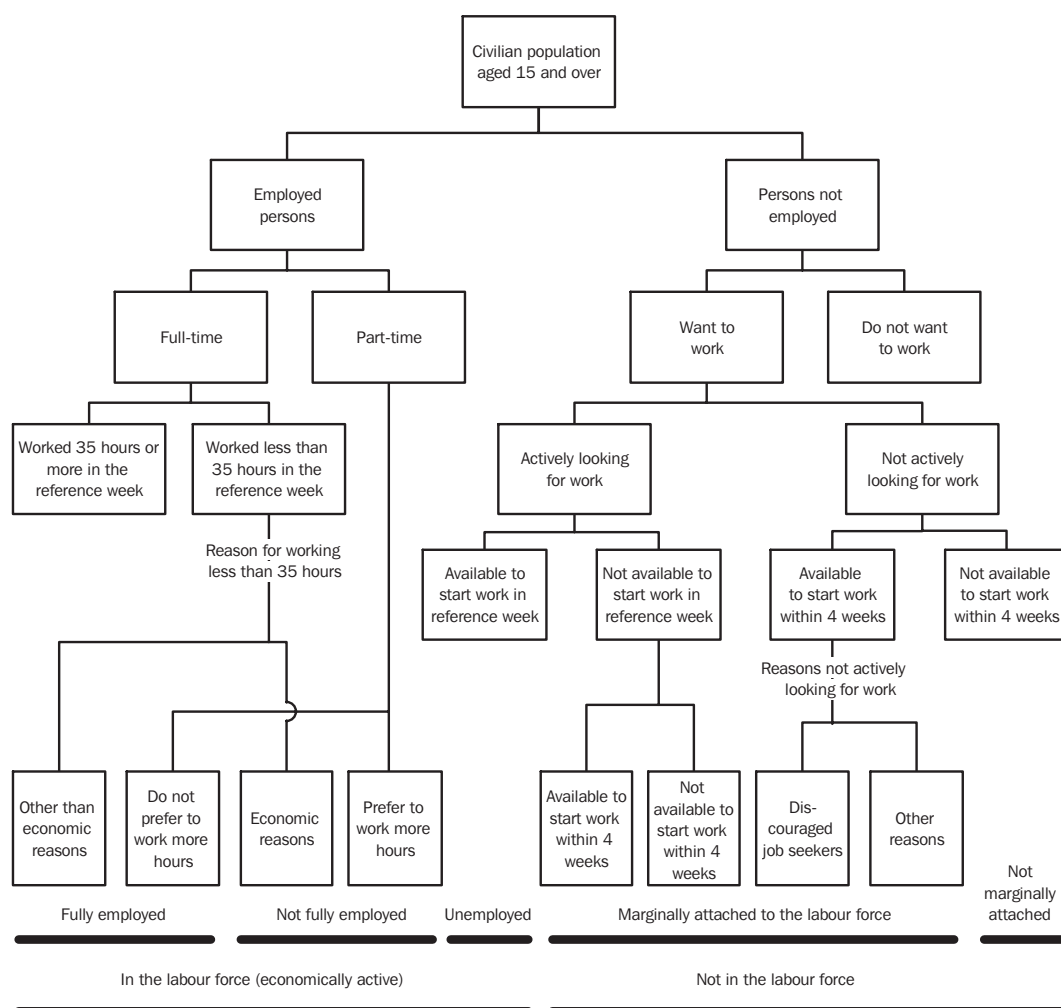 Civilian population
aged 15 and over
Employed
persons
Persons not
employed
Full-time
Part-time
Want to
work
Do not want
to work
Worked 35 hours or
more in the
reference week
Worked less than
35 hours in the
reference week
Actively looking
for work
Not actively
looking for work
Reason for working
less than 35 hours
Available to
start work in
reference week
Not available to
start work in
reference week
Available
to start work
within 4 weeks
Not available
to start work
within 4 weeks
Reasons not actively
looking for work
Other than
economic
reasons
Do not
prefer to
work more
hours
Economic
reasons
Prefer to
work more
hours
Available to
start work
within 4
weeks
Not
available to
start work
within 4
weeks
Dis-
couraged
job seekers
Other
reasons
Fully employed
Not fully employed
Unemployed
Marginally attached to the labour force
Not
marginally
attached
In the labour force (economically active)
Not in the labour force